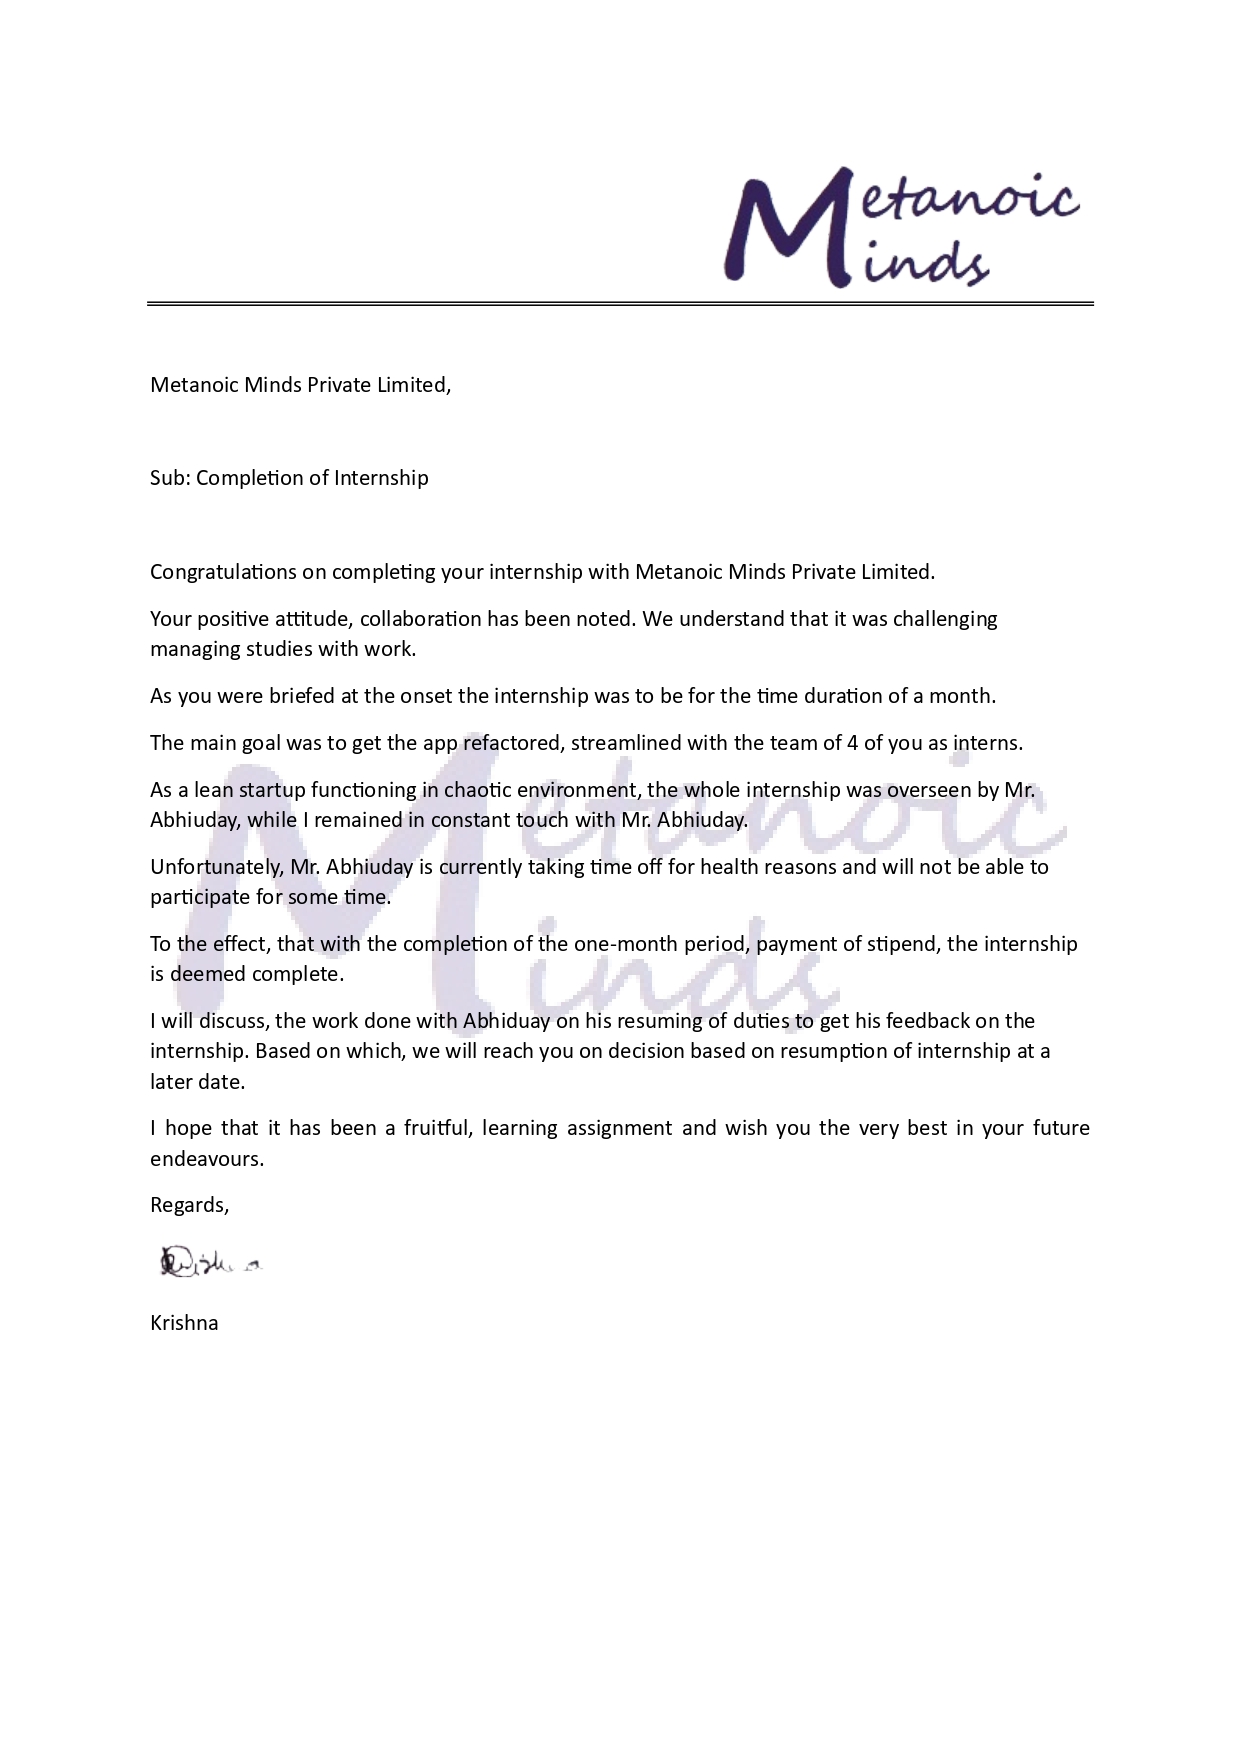 Metanoic
Minds
Metanoic Minds Private Limited,
Sub: Completion of Internship
Congratulations on completing your internship with Metanoic Minds Private Limited.
Your positive attitude, collaboration has been noted. We understand that it was challenging
managing studies with work.
As you were briefed at the onset the internship was to be for the time duration of a month.
The main goal was to get the app refactored, streamlined with the team of 4 of you as interns.
As a lean startup functioning in chaotic environment, the whole internship was overseen by Mr.
Abhiuday, while I remained in constant touch with Mr. Abhiuday.
Unfortunately, Mr. Abhiuday is currently taking time off for health reasons and will not be able to
participate for some time.
To the effect, that with the completion of the one-month period, payment of stipend, the internship
is deemed complete.
I will discuss, the work done with Abhiduay on his resuming of duties to get his feedback on the
internship. Based on which, we will reach you on decision based on resumption of internship at a
later date.
I hope that it has been a fruitful, learning assignment and wish you the very best in your future
endeavours.
Regards,
Krishna
Krishna
Metanoic
Minds